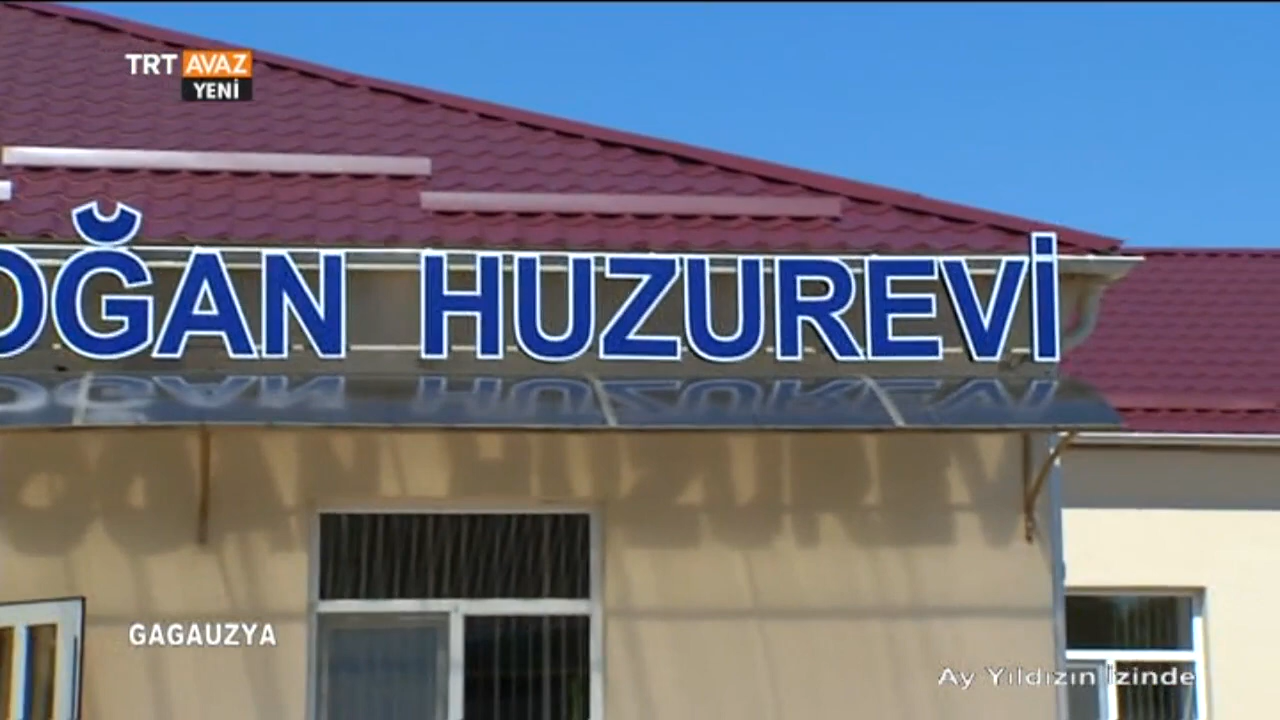 TRT AVAZ
YENİ
OĞAN HUZUREVİ
GAGAUZYA
Ay Yıldızın İzinde